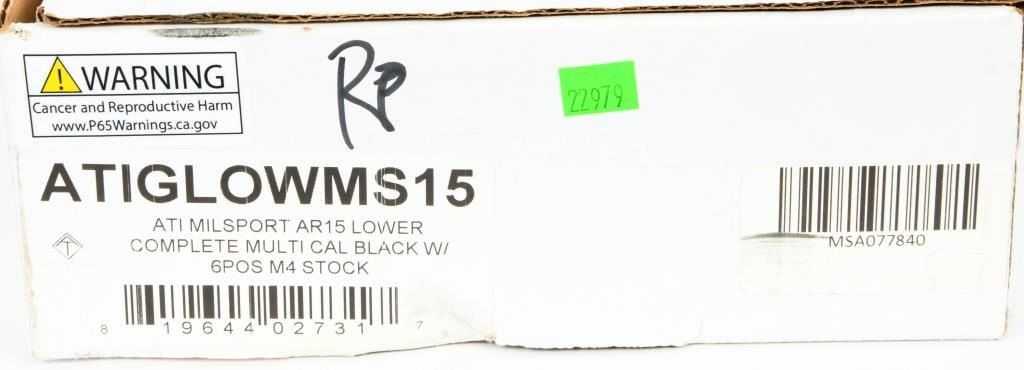 WARNING
Cancer and Reproductive Harm
www.P65Warnings.ca.gov
RP
22979
ATIGLOWMS15
ATI MILSPORT AR15 LOWER
COMPLETE MULTI CAL BLACK W/
6POS M4 STOCK
8 19644 02731 7
MSA077840